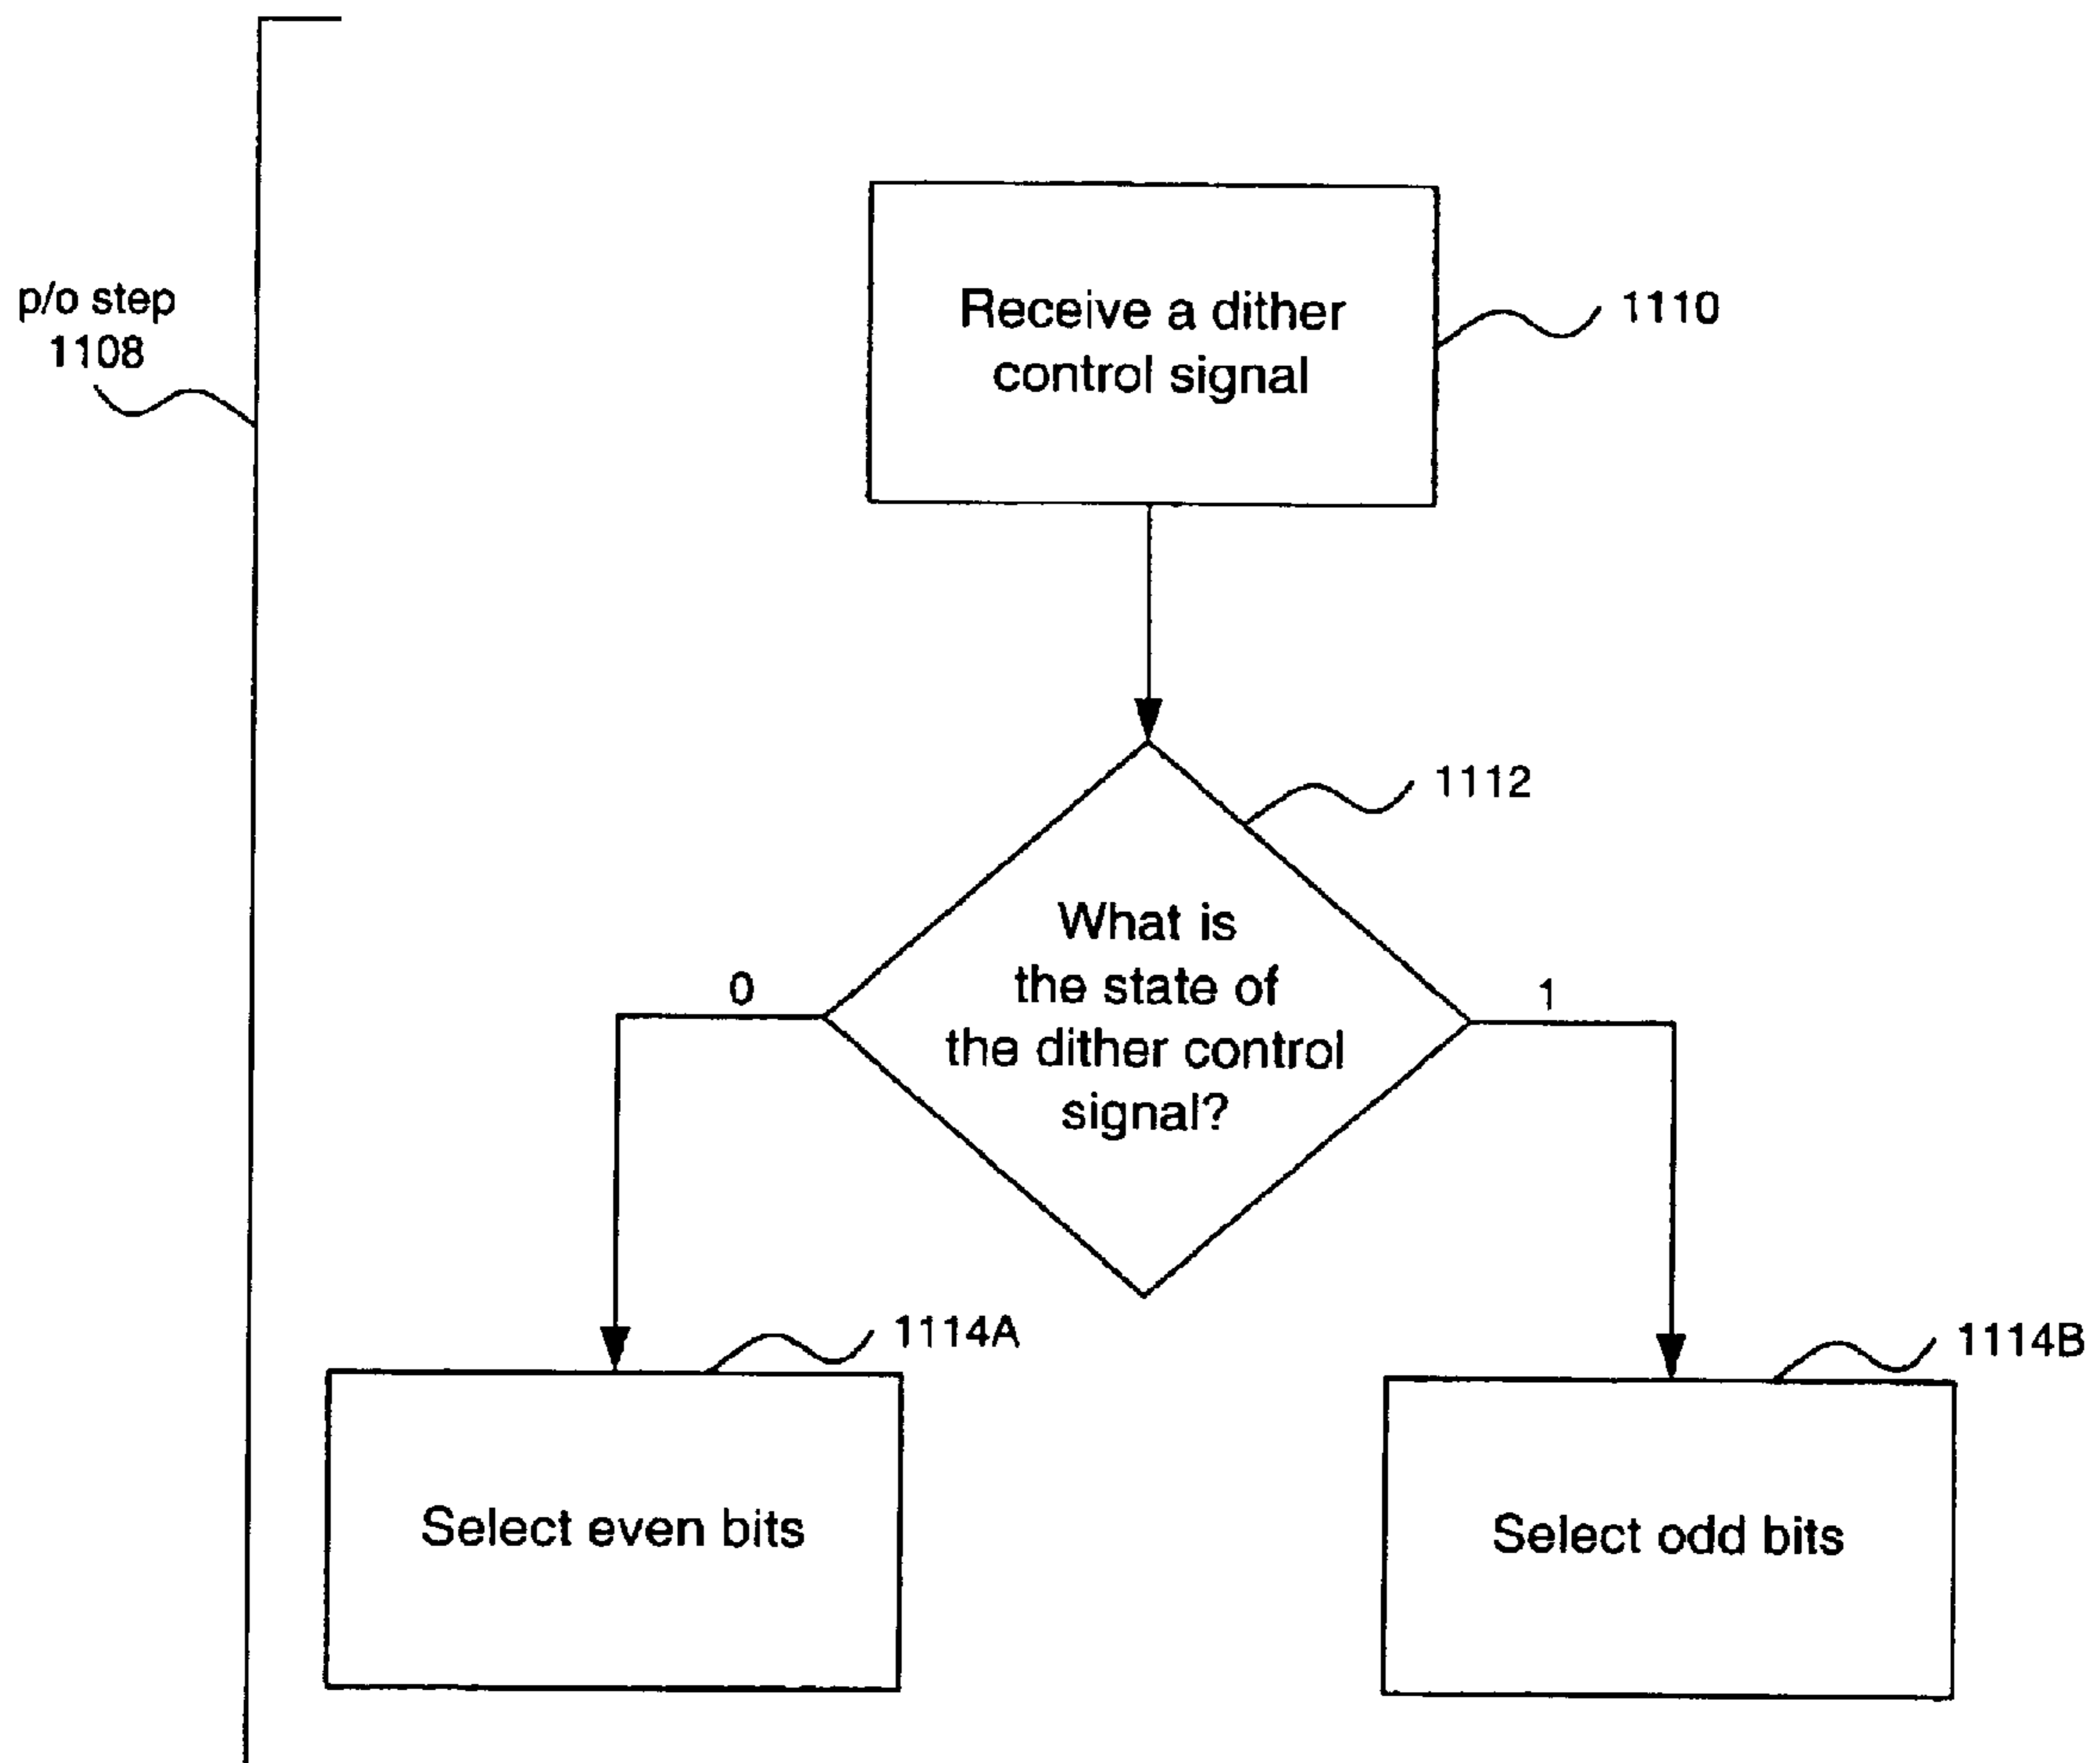 p/o step
1108
Receive a dither
control signal
1110
1112
What is
the state of
the dither control
signal?
0
1
1114A
1114B
Select even bits
Select odd bits